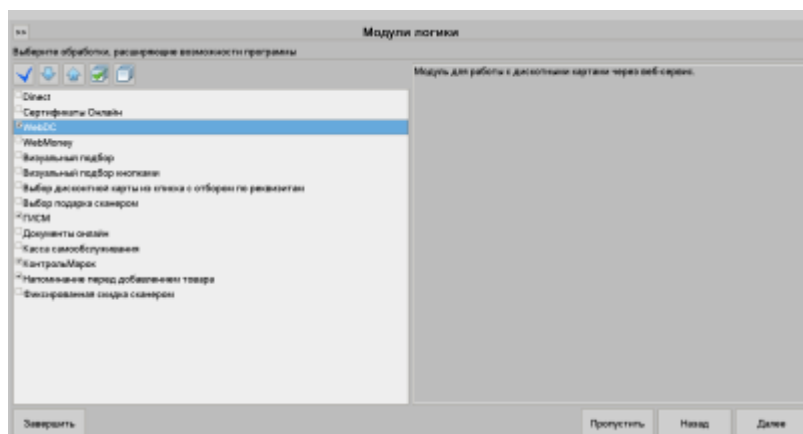 >>
Модули логики
Выберите обработки, расширяющие возможности программы
Direct
Сертификаты Онлайн
WebDC
WebMoney
Визуальный подбор
Визуальный подбор кнопками
Выбор дисконтной карты из списка с отбором по реквизитам
Выбор подарка сканером
ГИСМ
Документы онлайн
Касса самообслуживания
КонтрольМарок
Напоминание перед добавлением товара
Фиксированная скидка сканером
Модуль для работы с дисконтными картами через веб-сервис.
Завершить
Пропустить
Назад
Далее